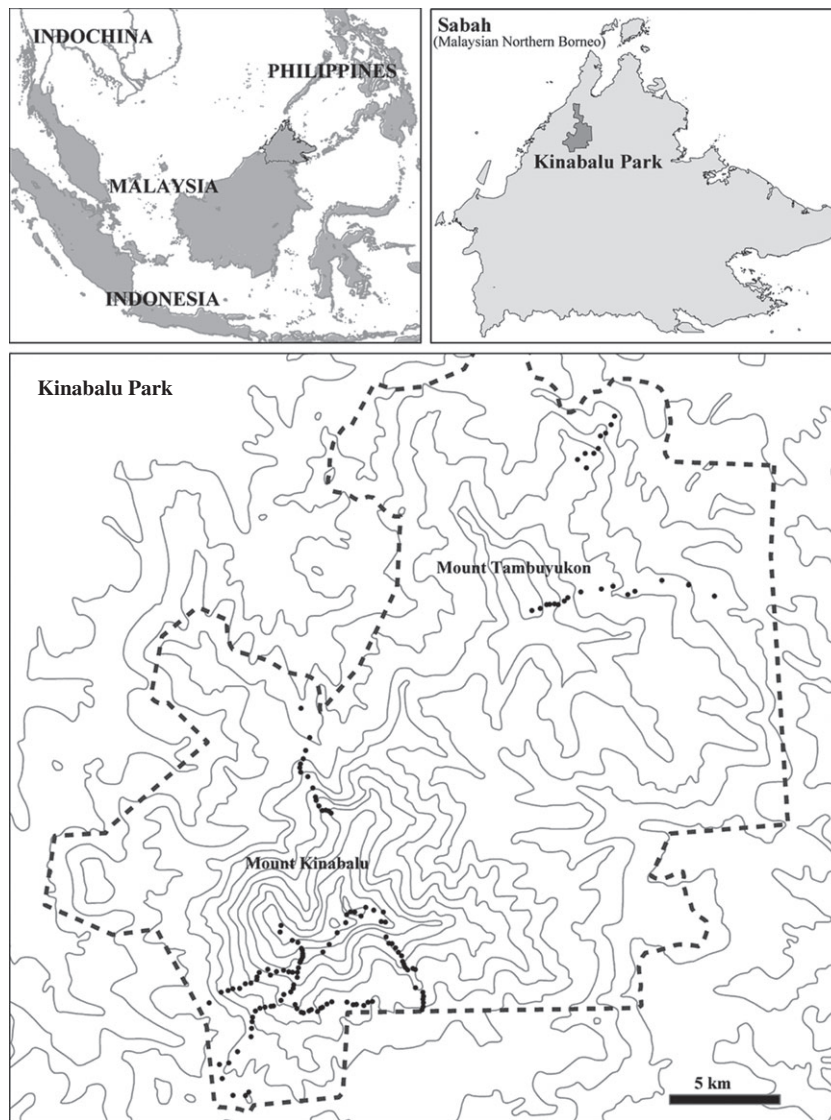 INDOCHINA
PHILIPPINES
MALAYSIA
INDONESIA
Sabah
(Malaysian Northern Borneo)
Kinabalu Park
Kinabalu Park
Mount Tambuyukon
Mount Kinabalu
5 km